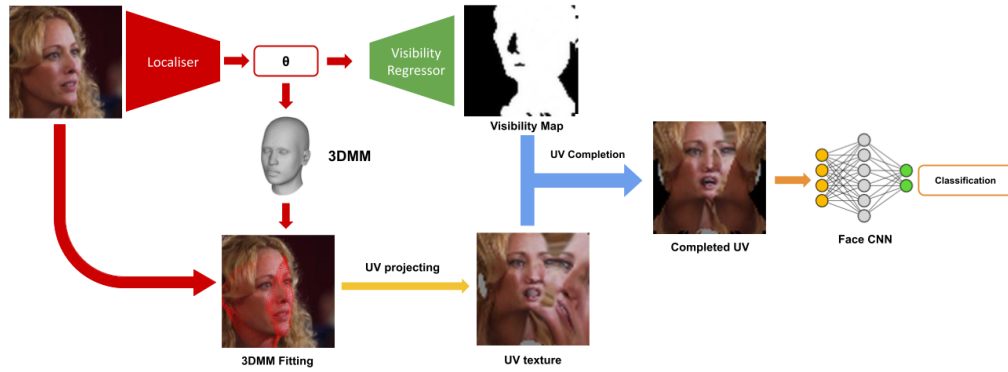 Localiser
θ
Visibility
Regressor
Visibility Map
3DMM
UV Completion
UV projecting
3DMM Fitting
UV texture
Completed UV
Face CNN
Classification